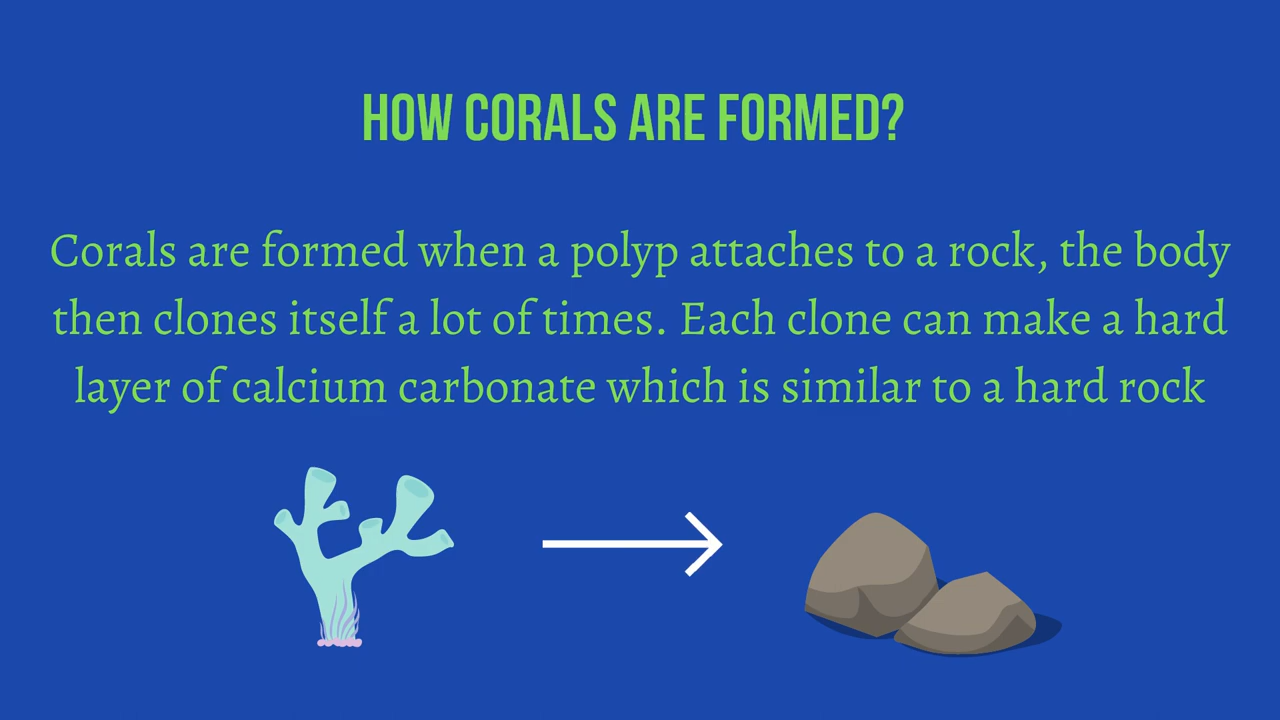 HOW CORALS ARE FORMED?
Corals are formed when a polyp attaches to a rock, the body
then clones itself a lot of times. Each clone can make a hard
layer of calcium carbonate which is similar to a hard rock